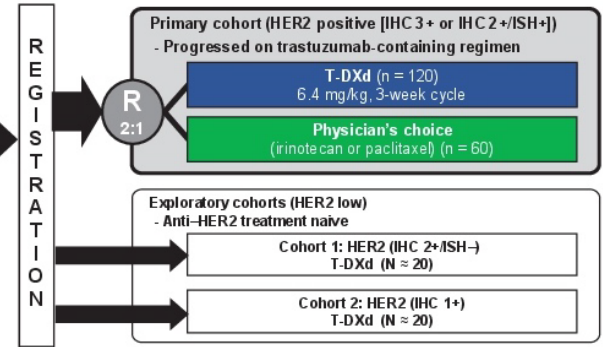 REGISTRATION
Primary cohort (HER2 positive [IHC 3+ or IHC 2+/ISH+])
- Progressed on trastuzumab-containing regimen
R
2:1
T-DXd (n = 120)
6.4 mg/kg, 3-week cycle
Physician's choice
(irinotecan or paclitaxel) (n = 60)
Exploratory cohorts (HER2 low)
- Anti–HER2 treatment naive
Cohort 1: HER2 (IHC 2+/ISH–)
T-DXd (N ≈ 20)
Cohort 2: HER2 (IHC 1+)
T-DXd (N ≈ 20)